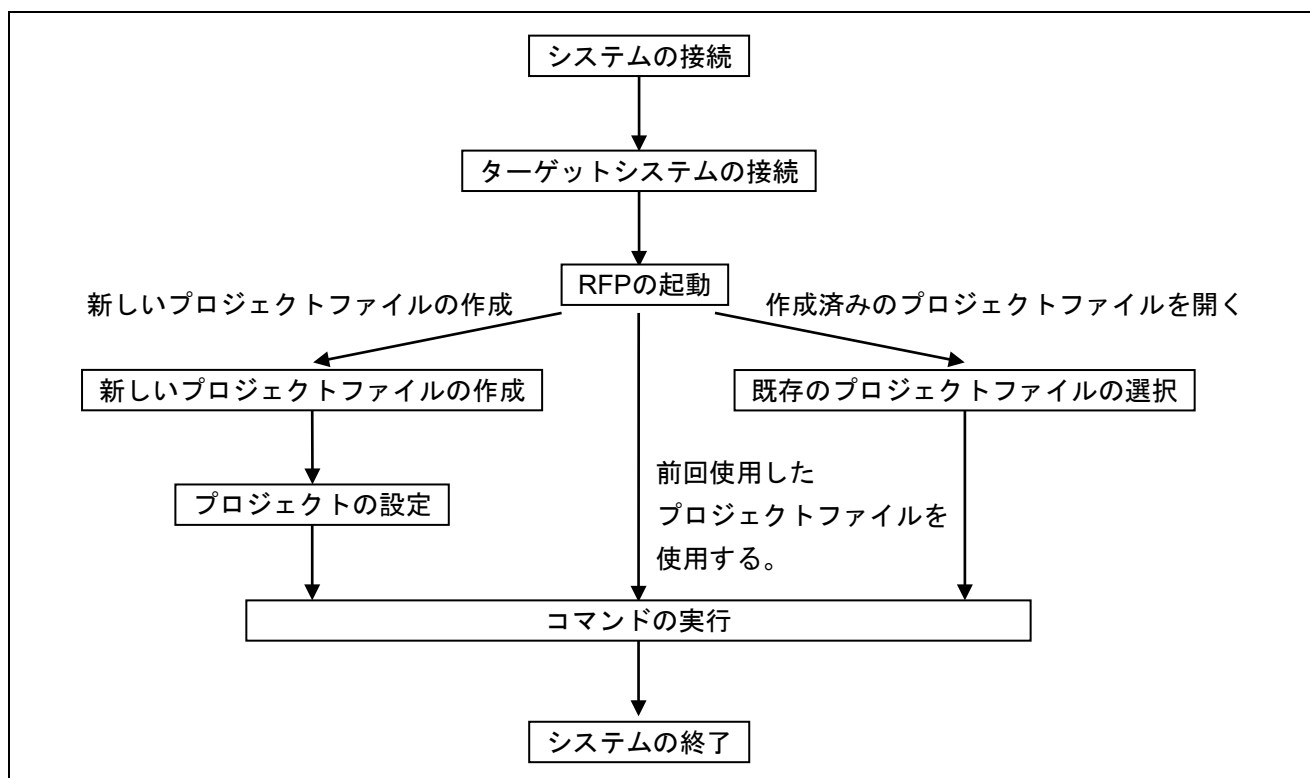 システムの接続
ターゲットシステムの接続
RFPの起動
新しいプロジェクトファイルの作成
作成済みのプロジェクトファイルを開く
新しいプロジェクトファイルの作成
既存のプロジェクトファイルの選択
プロジェクトの設定
前回使用した
プロジェクトファイルを
使用する。
コマンドの実行
システムの終了